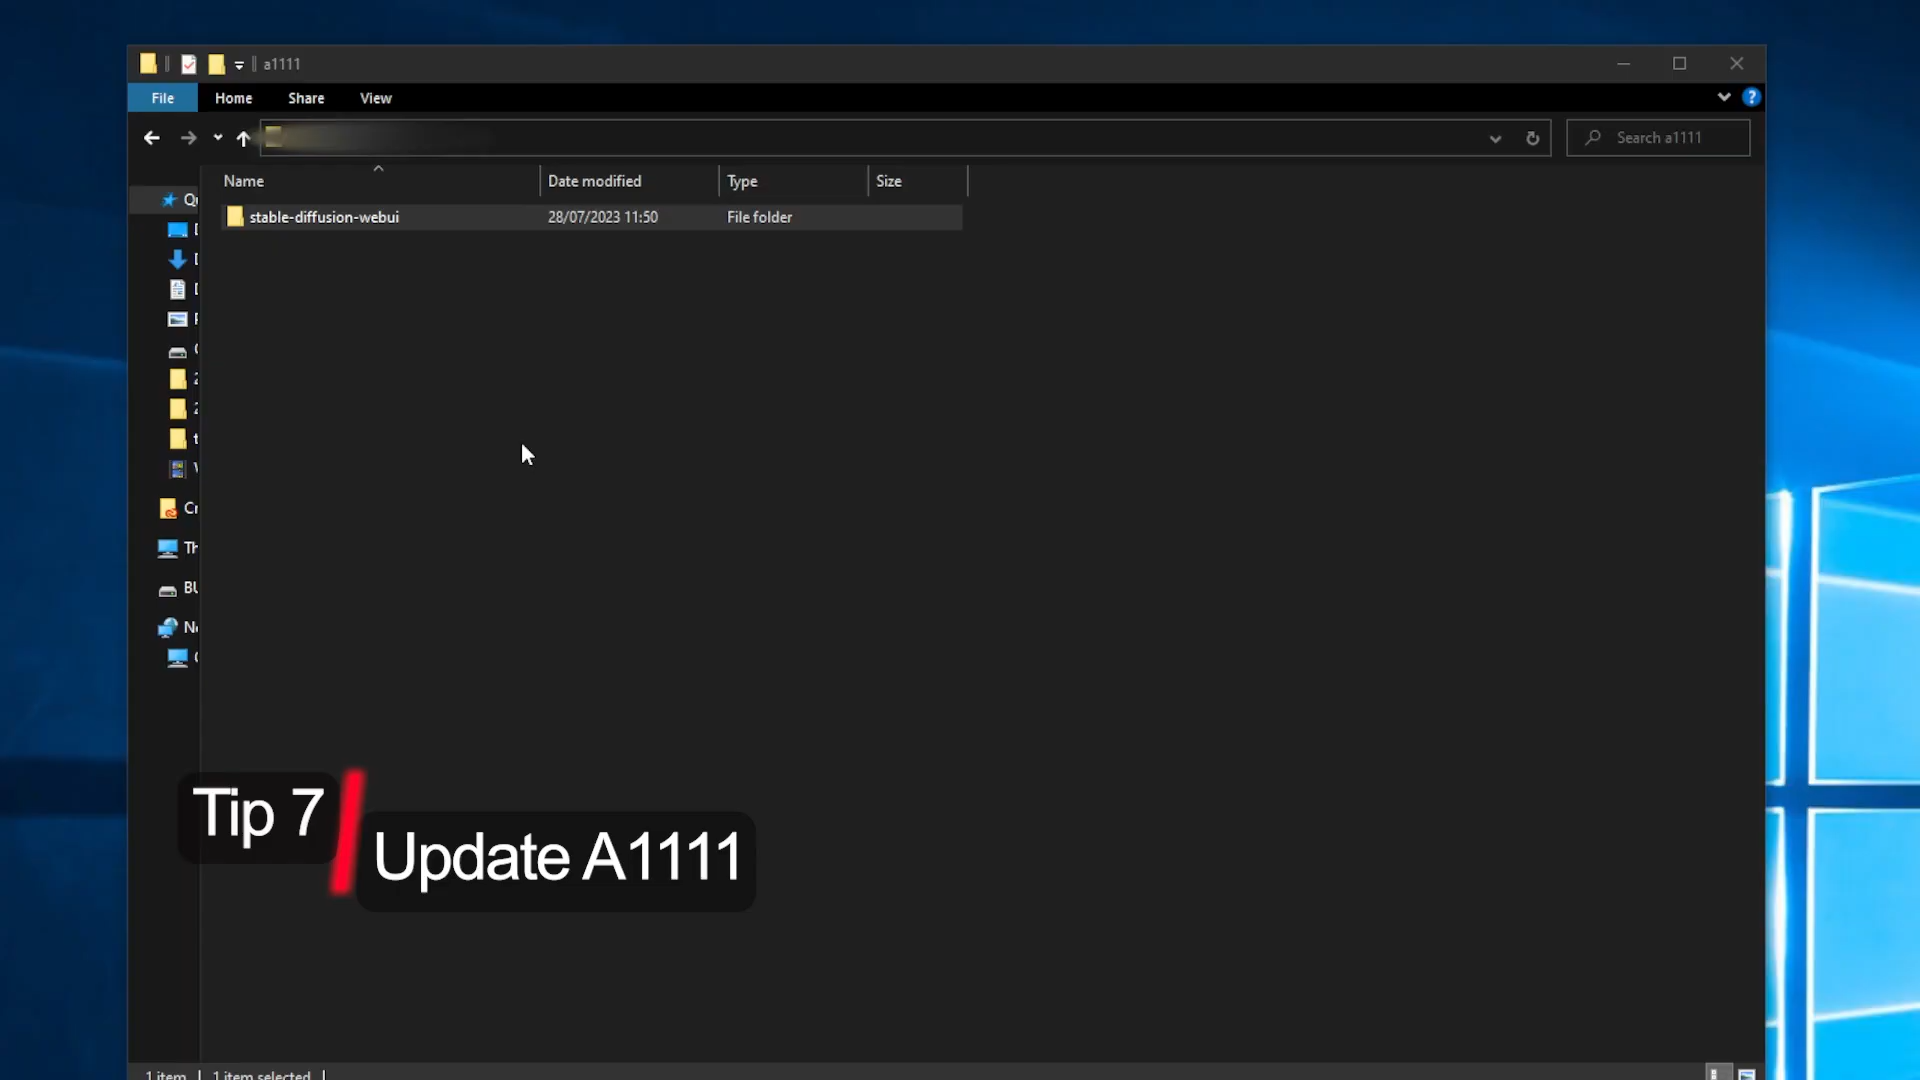 a1111
File Home Share View
Search a1111
Name Date modified Type Size
stable-diffusion-webui 28/07/2023 11:50 File folder
Tip 7
Update A1111
1 item 1 item selected